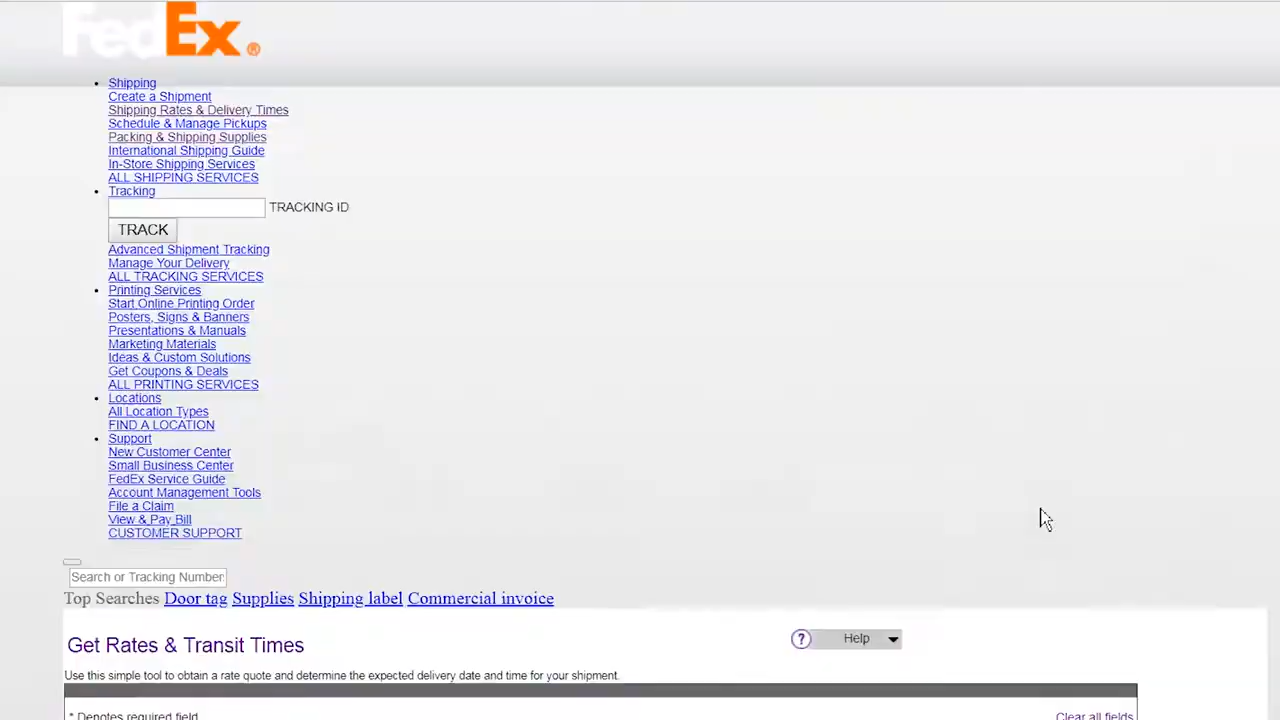 FedEx®
Shipping
Create a Shipment
Shipping Rates & Delivery Times
Schedule & Manage Pickups
Packing & Shipping Supplies
International Shipping Guide
In-Store Shipping Services
ALL SHIPPING SERVICES
Tracking
TRACKING ID
TRACK
Advanced Shipment Tracking
Manage Your Delivery
ALL TRACKING SERVICES
Printing Services
Start Online Printing Order
Posters, Signs & Banners
Presentations & Manuals
Marketing Materials
Ideas & Custom Solutions
Get Coupons & Deals
ALL PRINTING SERVICES
Locations
All Location Types
FIND A LOCATION
Support
New Customer Center
Small Business Center
FedEx Service Guide
Account Management Tools
File a Claim
View & Pay Bill
CUSTOMER SUPPORT
Search or Tracking Number
Top Searches Door tag Supplies Shipping label Commercial invoice
Get Rates & Transit Times
? Help
Use this simple tool to obtain a rate quote and determine the expected delivery date and time for your shipment.
* Denotes required field
Clear all fields